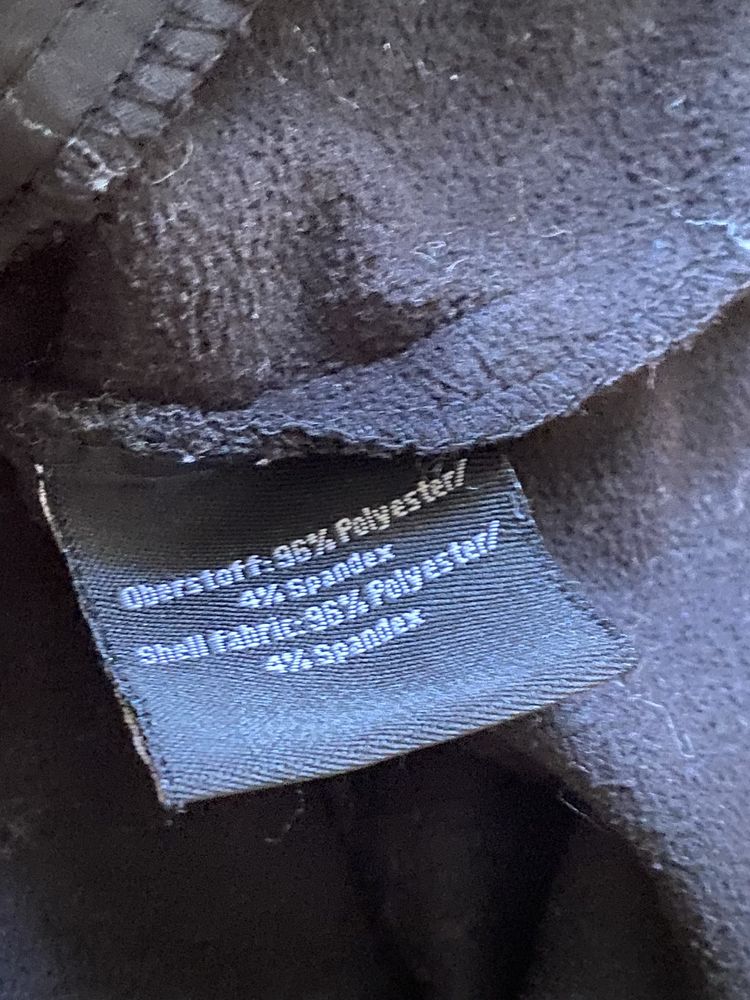 Oberstoff:96% Polyester/
4% Spandex
Shell fabric:96% Polyester/
4% Spandex